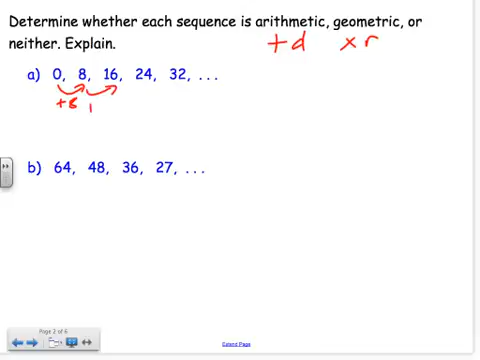 Determine whether each sequence is arithmetic, geometric, or
neither. Explain.
+d xr
a) 0, 8, 16, 24, 32, . . .
+8
b) 64, 48, 36, 27, . . .
Page 2 of 6
Extend Page